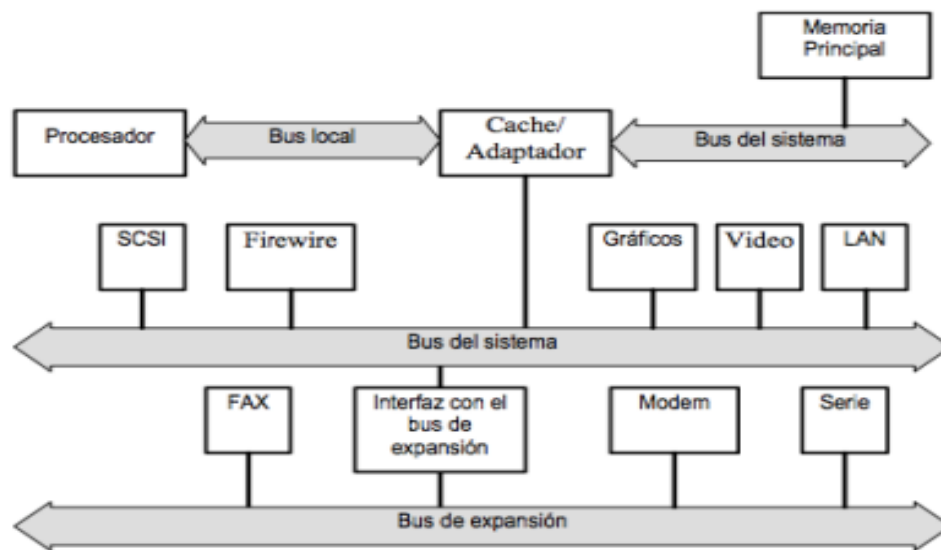 Memoria
Principal
Procesador
Bus local
Cache/
Adaptador
Bus del sistema
SCSI
Firewire
Gráficos
Video
LAN
Bus del sistema
FAX
Interfaz con el
bus de
expansión
Modem
Serie
Bus de expansión